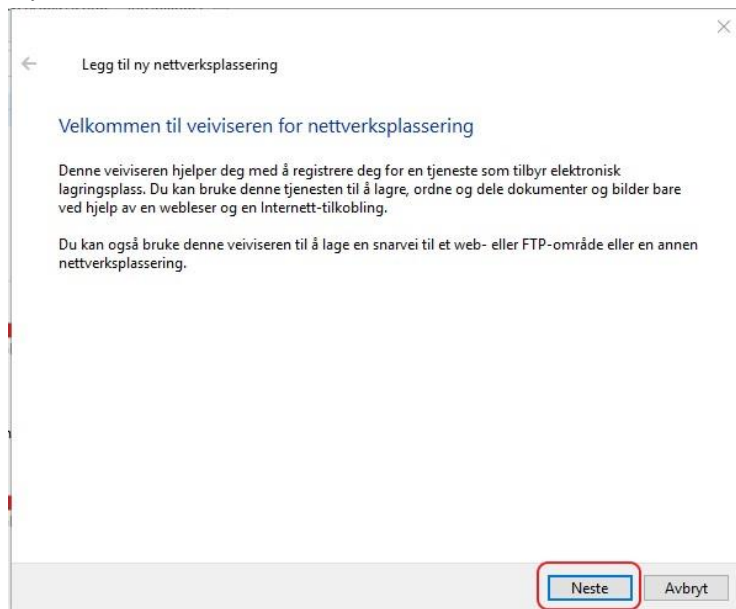 Legg til ny nettverksplassering
Velkommen til veiviseren for nettverksplassering
Denne veiviseren hjelper deg med å registrere deg for en tjeneste som tilbyr elektronisk
lagringsplass. Du kan bruke denne tjenesten til å lagre, ordne og dele dokumenter og bilder bare
ved hjelp av en webleser og en Internett-tilkobling.
Du kan også bruke denne veiviseren til å lage en snarvei til et web- eller FTP-område eller en annen
nettverksplassering.
Neste
Avbryt